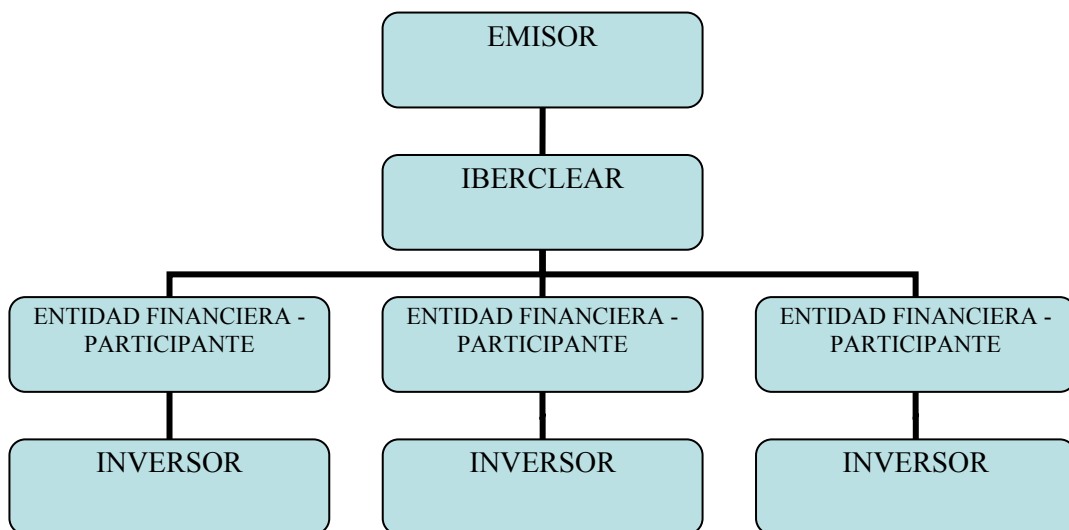 EMISOR
IBERCLEAR
ENTIDAD FINANCIERA -
PARTICIPANTE
ENTIDAD FINANCIERA -
PARTICIPANTE
ENTIDAD FINANCIERA -
PARTICIPANTE
INVERSOR
INVERSOR
INVERSOR